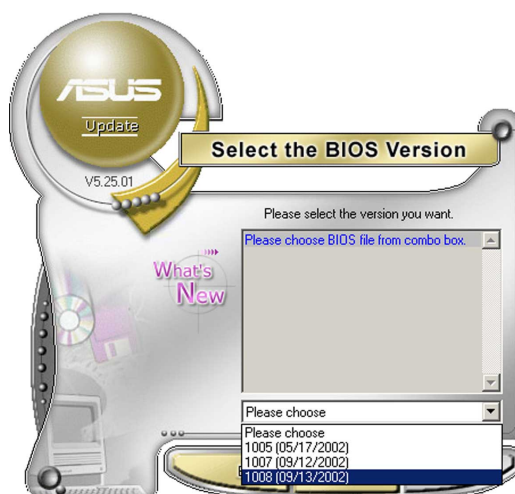 ASUS
Update
V5.25.01
Select the BIOS Version
Please select the version you want.
Please choose BIOS file from combo box.
What's
New
Please choose
Please choose
1005 (05/17/2002)
1007 (09/12/2002)
1008 (09/13/2002)